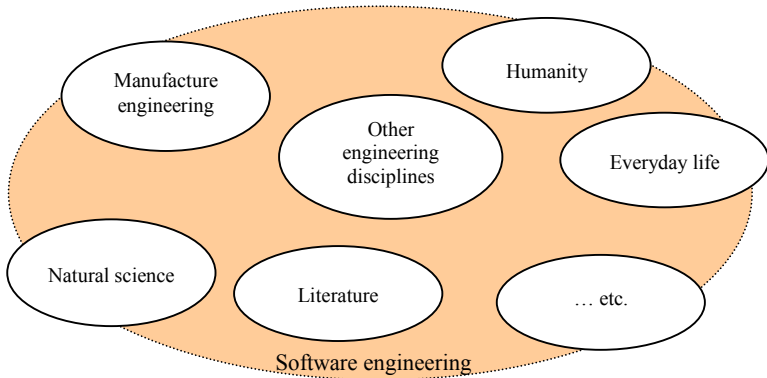 Manufacture
engineering
Humanity
Other
engineering
disciplines
Everyday life
Natural science
Literature
… etc.
Software engineering